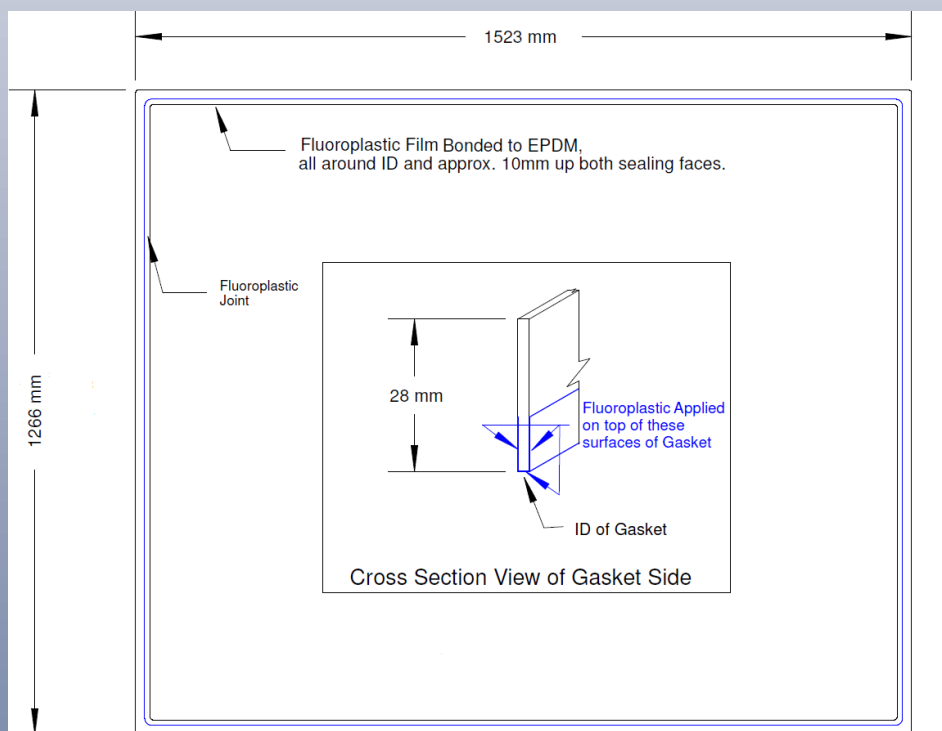 1523 mm
Fluoroplastic Film Bonded to EPDM,
all around ID and approx. 10mm up both sealing faces.
Fluoroplastic
Joint
1266 mm
28 mm
Fluoroplastic Applied
on top of these
surfaces of Gasket
ID of Gasket
Cross Section View of Gasket Side